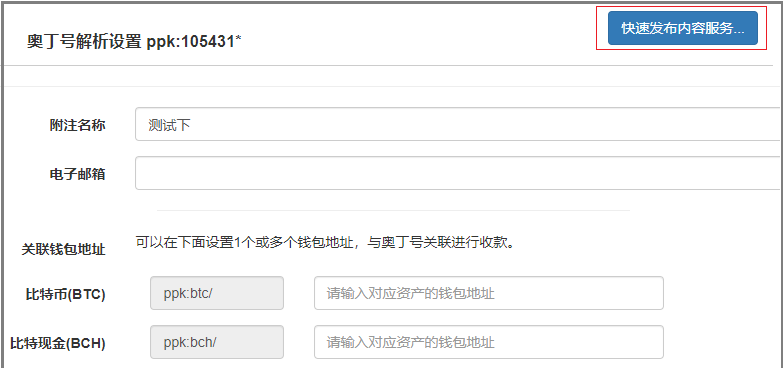 奥丁号解析设置 ppk:105431*
快速发布内容服务...
附注名称 测试下
电子邮箱
关联钱包地址 可以在下面设置1个或多个钱包地址，与奥丁号关联进行收款。
比特币(BTC) ppk:btc/ 请输入对应资产的钱包地址
比特现金(BCH) ppk:bch/ 请输入对应资产的钱包地址